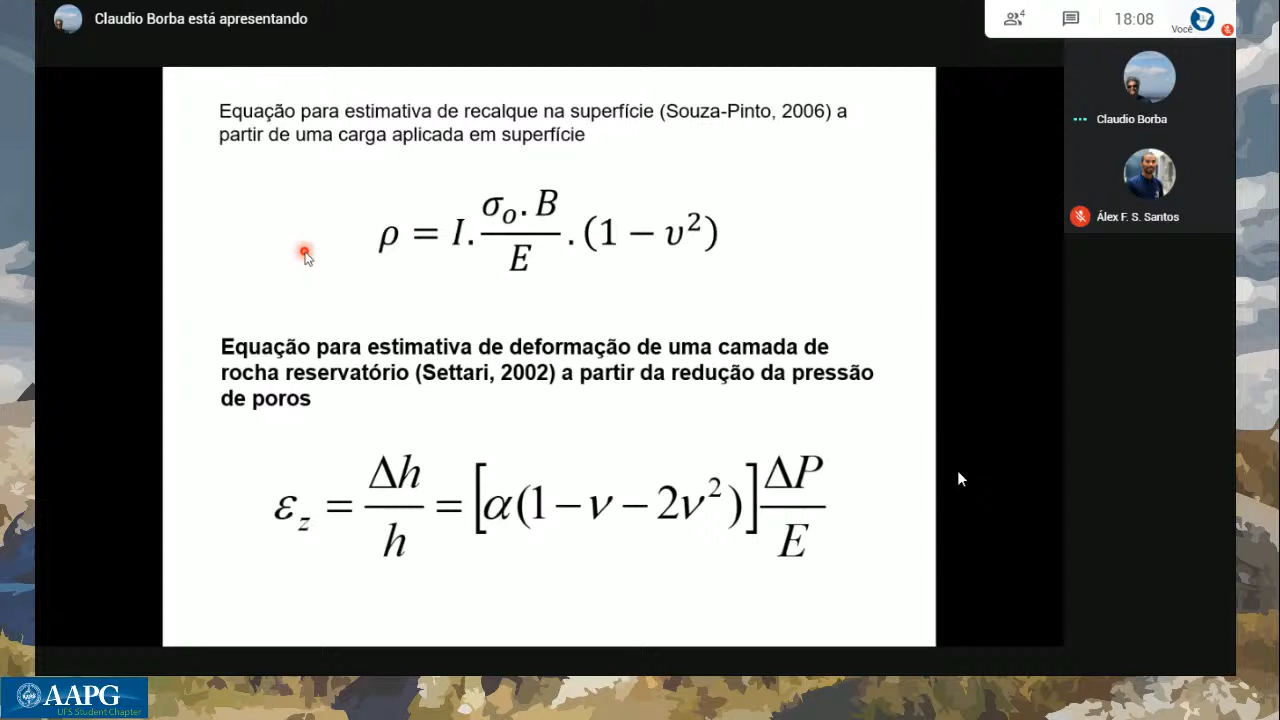 Claudio Borba está apresentando
4
18:08
Você
Equação para estimativa de recalque na superfície (Souza-Pinto, 2006) a
partir de uma carga aplicada em superfície
ρ = I. σ₀.B / E .(1 − υ²)
Equação para estimativa de deformação de uma camada de
rocha reservatório (Settari, 2002) a partir da redução da pressão
de poros
ε_z = Δh / h = [α(1 − ν − 2ν²)] ΔP / E
Claudio Borba
Álex F. S. Santos
AAPG
UFS Student Chapter